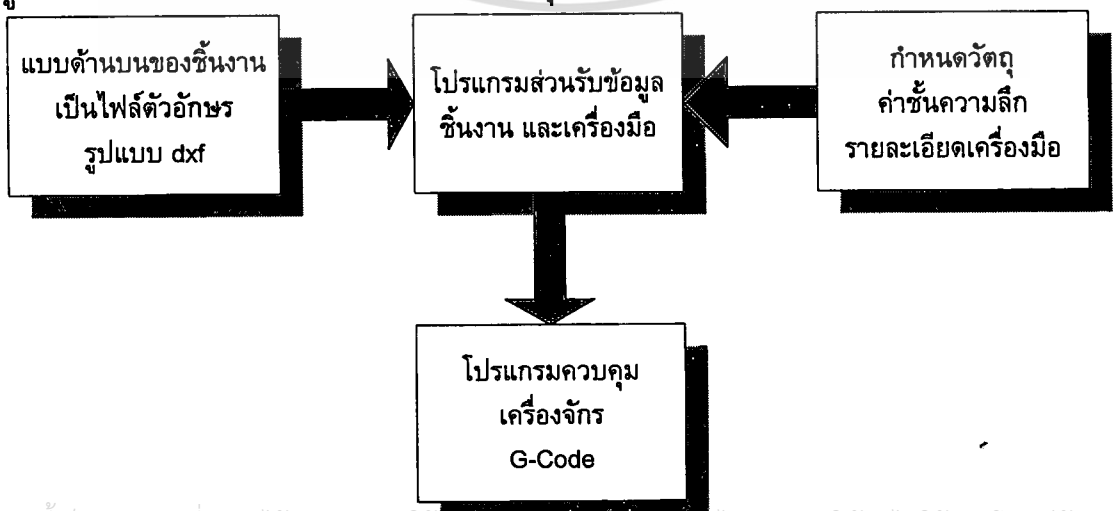 แบบด้านบนของชิ้นงาน
เป็นไฟล์ตัวอักษร
รูปแบบ dxf
โปรแกรมส่วนรับข้อมูล
ชิ้นงาน และเครื่องมือ
กำหนดวัตถุ
ค่าชั้นความลึก
รายละเอียดเครื่องมือ
โปรแกรมควบคุม
เครื่องจักร
G-Code